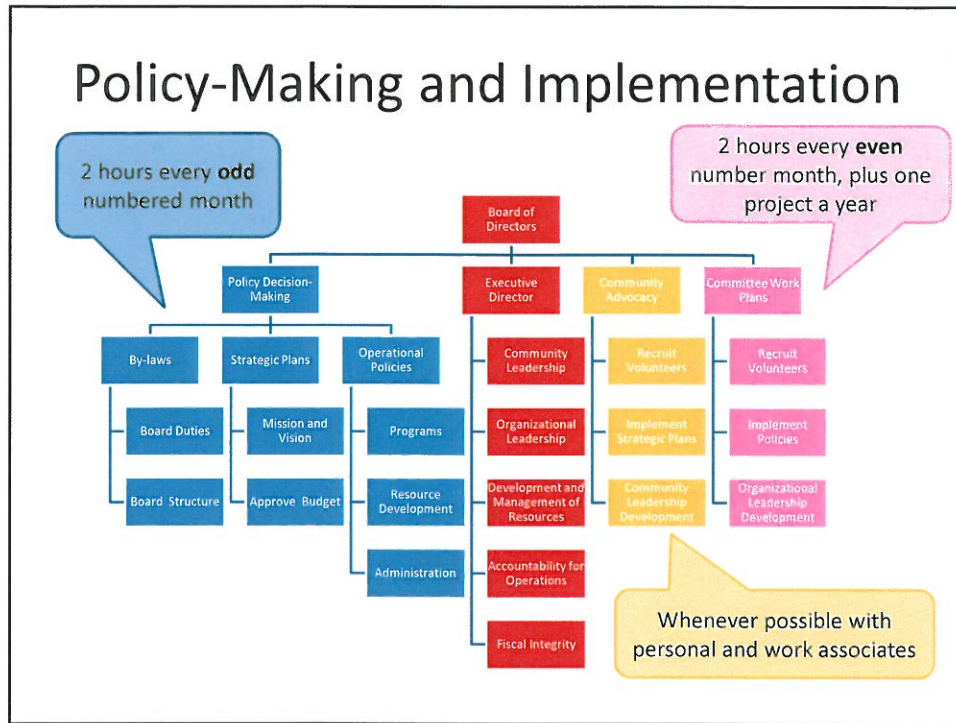 Policy-Making and Implementation
2 hours every odd
numbered month
2 hours every even
number month, plus one
project a year
Board of
Directors
Policy Decision-
Making
Executive
Director
Community
Advocacy
Committee Work
Plans
By-laws
Strategic Plans
Operational
Policies
Board Duties
Board Structure
Mission and
Vision
Approve Budget
Programs
Resource
Development
Administration
Community
Leadership
Organizational
Leadership
Development and
Management of
Resources
Accountability for
Operations
Fiscal Integrity
Recruit
Volunteers
Implement
Strategic Plans
Community
Leadership
Development
Recruit
Volunteers
Implement
Policies
Organizational
Leadership
Development
Whenever possible with
personal and work associates